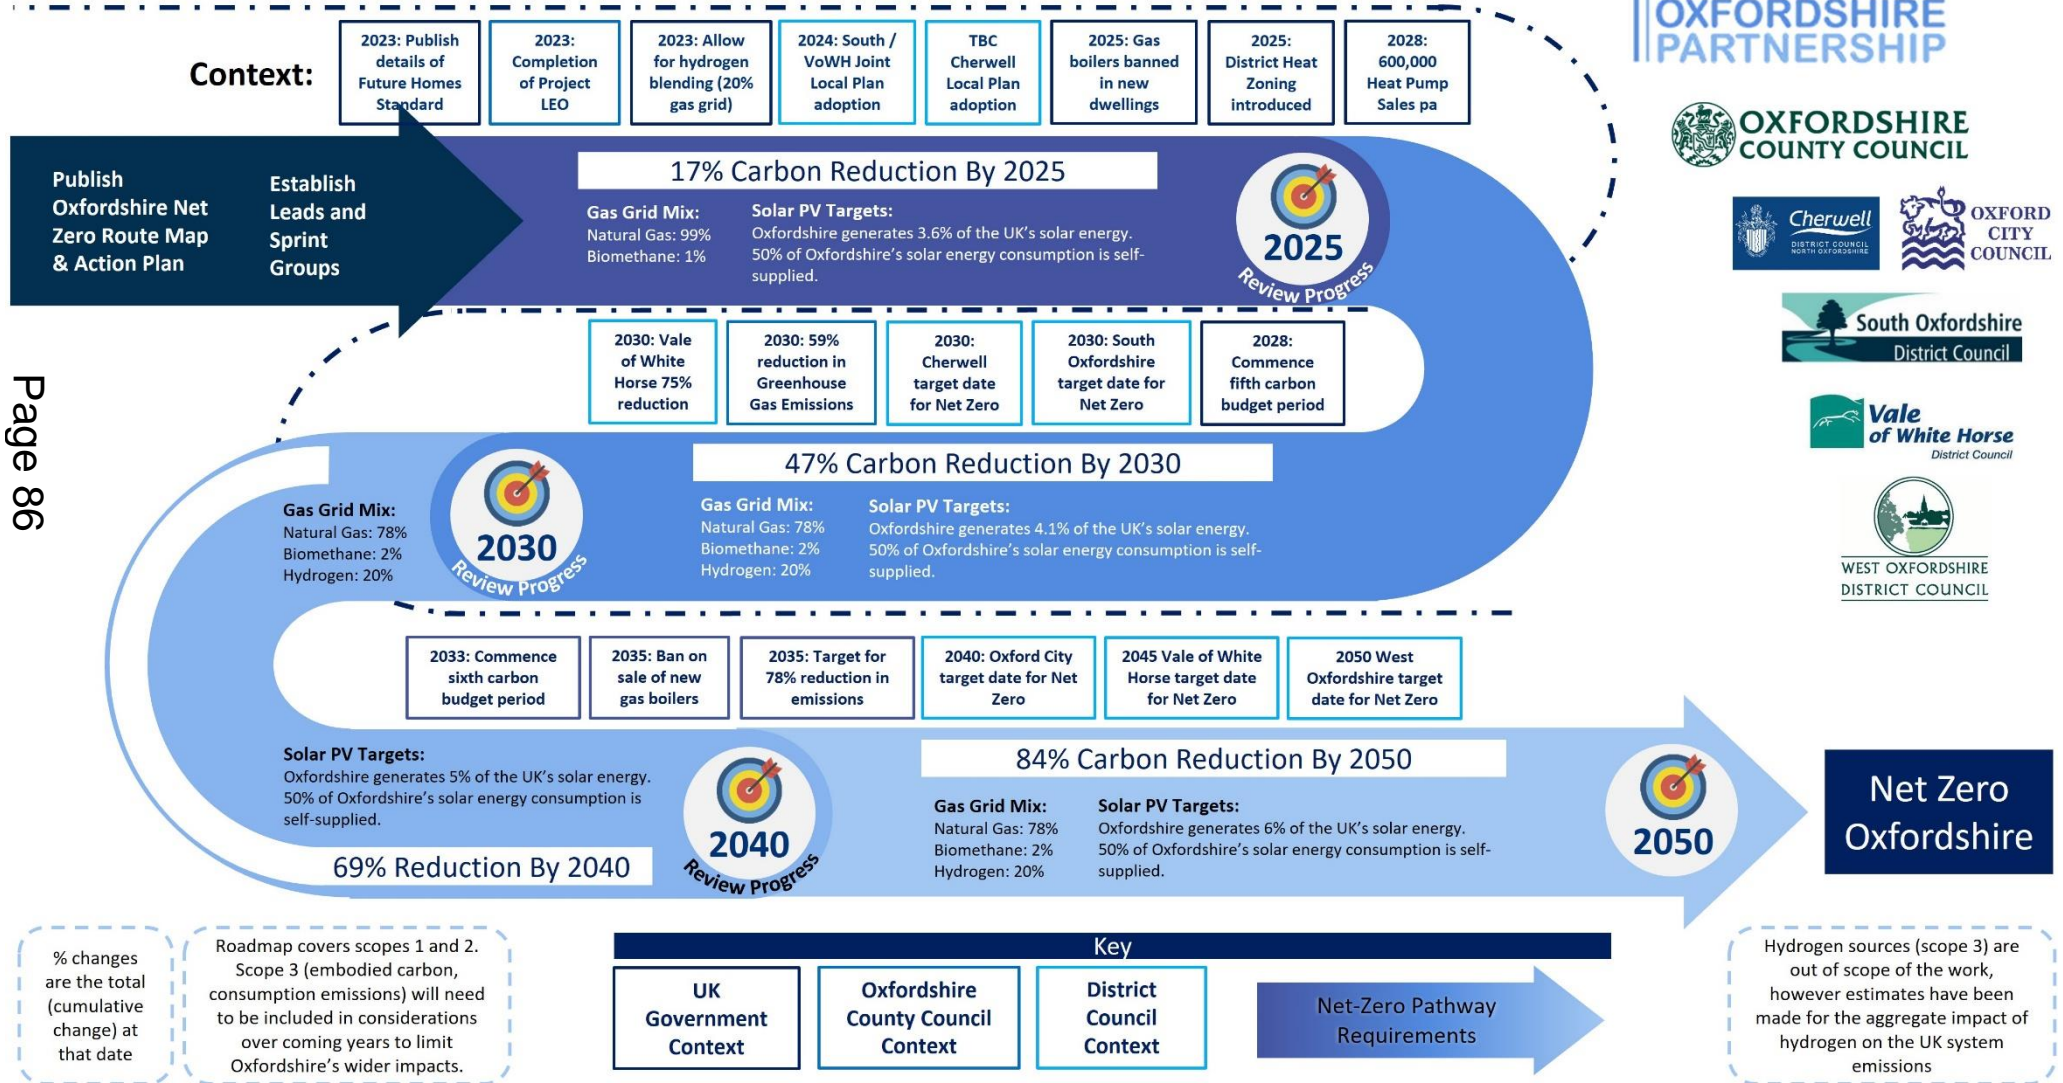 OXFORDSHIRE
PARTNERSHIP
Context:
2023: Publish
details of
Future Homes
Standard
2023:
Completion
of Project
LEO
2023: Allow
for hydrogen
blending (20%
gas grid)
2024: South /
VoWH Joint
Local Plan
adoption
TBC
Cherwell
Local Plan
adoption
2025: Gas
boilers banned
in new
dwellings
2025:
District Heat
Zoning
introduced
2028:
600,000
Heat Pump
Sales pa
OXFORDSHIRE
COUNTY COUNCIL
Cherwell
DISTRICT COUNCIL
NORTH OXFORDSHIRE
OXFORD
CITY
COUNCIL
South Oxfordshire
District Council
Vale
of White Horse
District Council
WEST OXFORDSHIRE
DISTRICT COUNCIL
Publish
Oxfordshire Net
Zero Route Map
& Action Plan
Establish
Leads and
Sprint
Groups
17% Carbon Reduction By 2025
Gas Grid Mix:
Natural Gas: 99%
Biomethane: 1%
Solar PV Targets:
Oxfordshire generates 3.6% of the UK's solar energy.
50% of Oxfordshire's solar energy consumption is self-
supplied.
2025
Review Progress
2030: Vale
of White
Horse 75%
reduction
2030: 59%
reduction in
Greenhouse
Gas Emissions
2030:
Cherwell
target date
for Net Zero
2030: South
Oxfordshire
target date for
Net Zero
2028:
Commence
fifth carbon
budget period
Page 86
47% Carbon Reduction By 2030
Gas Grid Mix:
Natural Gas: 78%
Biomethane: 2%
Hydrogen: 20%
2030
Review Progress
Gas Grid Mix:
Natural Gas: 78%
Biomethane: 2%
Hydrogen: 20%
Solar PV Targets:
Oxfordshire generates 4.1% of the UK's solar energy.
50% of Oxfordshire's solar energy consumption is self-
supplied.
2033: Commence
sixth carbon
budget period
2035: Ban on
sale of new
gas boilers
2035: Target for
78% reduction in
emissions
2040: Oxford City
target date for Net
Zero
2045 Vale of White
Horse target date
for Net Zero
2050 West
Oxfordshire target
date for Net Zero
Solar PV Targets:
Oxfordshire generates 5% of the UK's solar energy.
50% of Oxfordshire's solar energy consumption is
self-supplied.
69% Reduction By 2040
2040
Review Progress
84% Carbon Reduction By 2050
Gas Grid Mix:
Natural Gas: 78%
Biomethane: 2%
Hydrogen: 20%
Solar PV Targets:
Oxfordshire generates 6% of the UK's solar energy.
50% of Oxfordshire's solar energy consumption is self-
supplied.
2050
Net Zero
Oxfordshire
% changes
are the total
(cumulative
change) at
that date
Roadmap covers scopes 1 and 2.
Scope 3 (embodied carbon,
consumption emissions) will need
to be included in considerations
over coming years to limit
Oxfordshire's wider impacts.
Key
UK
Government
Context
Oxfordshire
County Council
Context
District
Council
Context
Net-Zero Pathway
Requirements
Hydrogen sources (scope 3) are
out of scope of the work,
however estimates have been
made for the aggregate impact of
hydrogen on the UK system
emissions